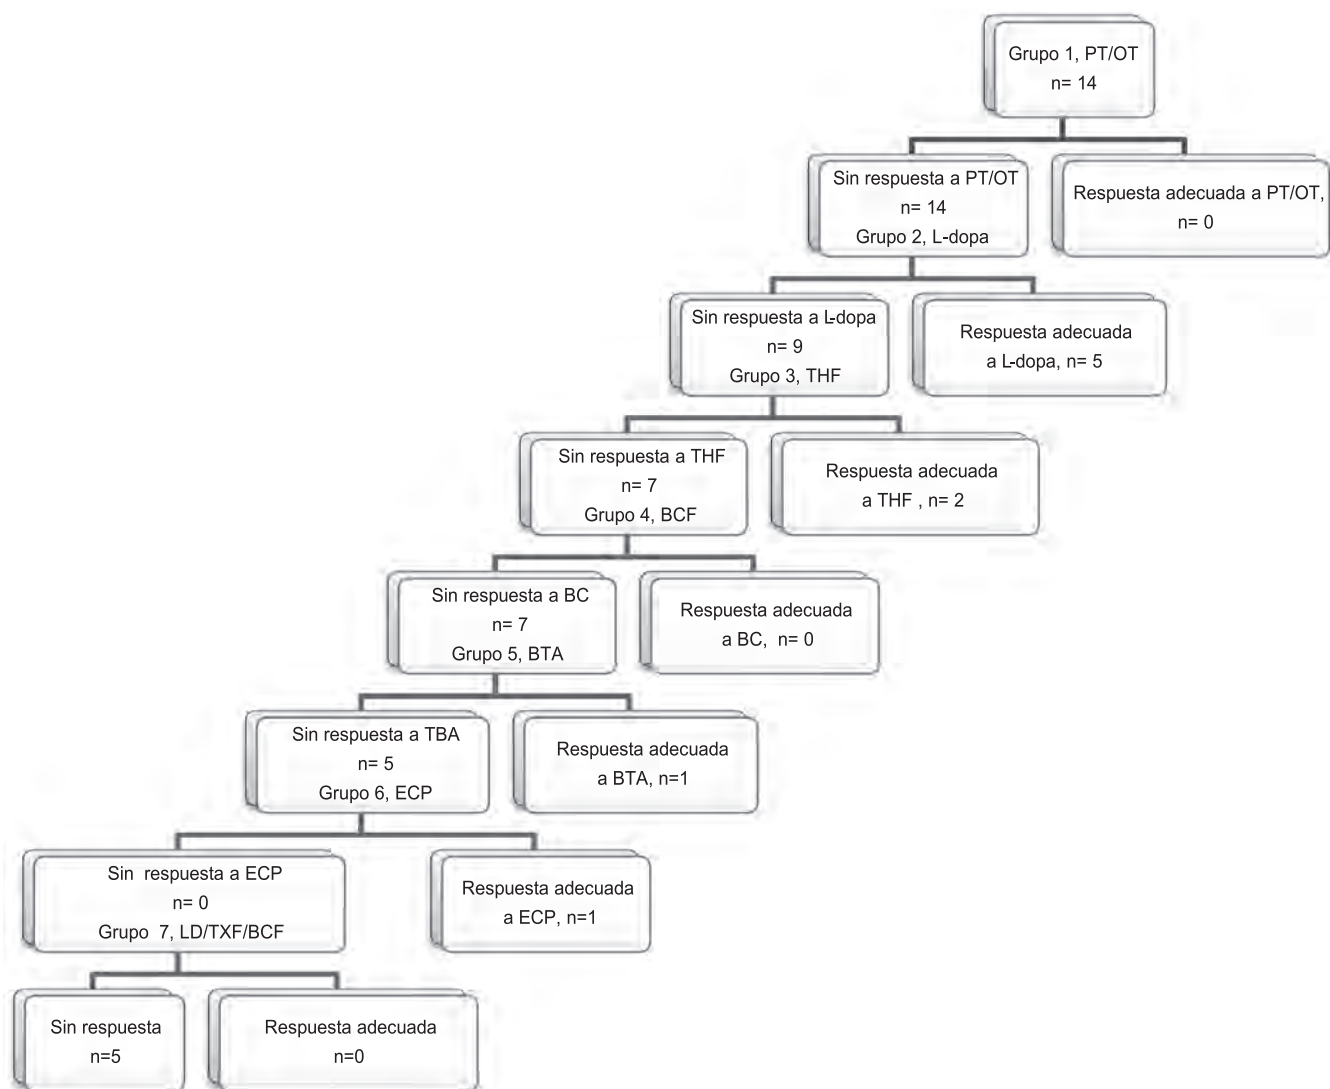 Grupo 1, PT/OT
n= 14
Sin respuesta a PT/OT
n= 14
Grupo 2, L-dopa
Respuesta adecuada a PT/OT,
n= 0
Sin respuesta a L-dopa
n= 9
Grupo 3, THF
Respuesta adecuada
a L-dopa, n= 5
Sin respuesta a THF
n= 7
Grupo 4, BCF
Respuesta adecuada
a THF , n= 2
Sin respuesta a BC
n= 7
Grupo 5, BTA
Respuesta adecuada
a BC, n= 0
Sin respuesta a TBA
n= 5
Grupo 6, ECP
Respuesta adecuada
a BTA, n=1
Sin respuesta a ECP
n= 0
Grupo 7, LD/TXF/BCF
Respuesta adecuada
a ECP, n=1
Sin respuesta
n=5
Respuesta adecuada
n=0